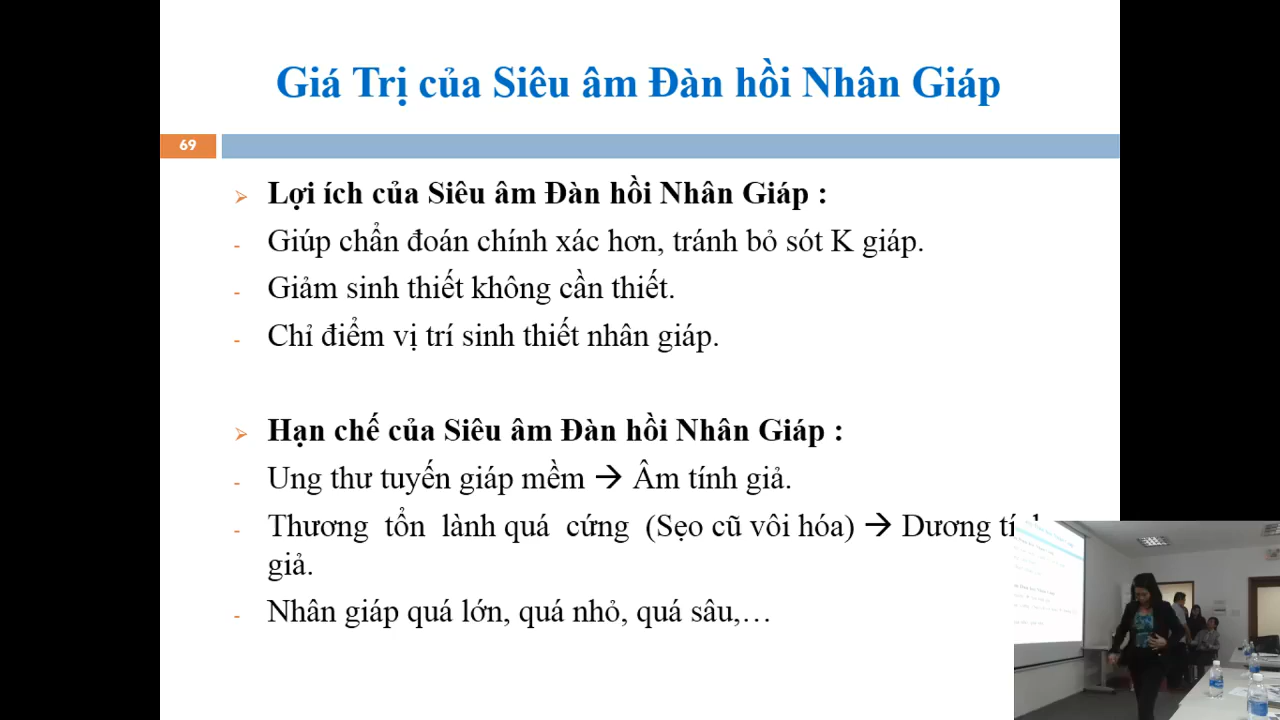 Giá Trị của Siêu âm Đàn hồi Nhân Giáp
69
Lợi ích của Siêu âm Đàn hồi Nhân Giáp :
- Giúp chẩn đoán chính xác hơn, tránh bỏ sót K giáp.
- Giảm sinh thiết không cần thiết.
- Chỉ điểm vị trí sinh thiết nhân giáp.
Hạn chế của Siêu âm Đàn hồi Nhân Giáp :
- Ung thư tuyến giáp mềm → Âm tính giả.
- Thương tổn lành quá cứng (Sẹo cũ vôi hóa) → Dương
giả.
- Nhân giáp quá lớn, quá nhỏ, quá sâu,…